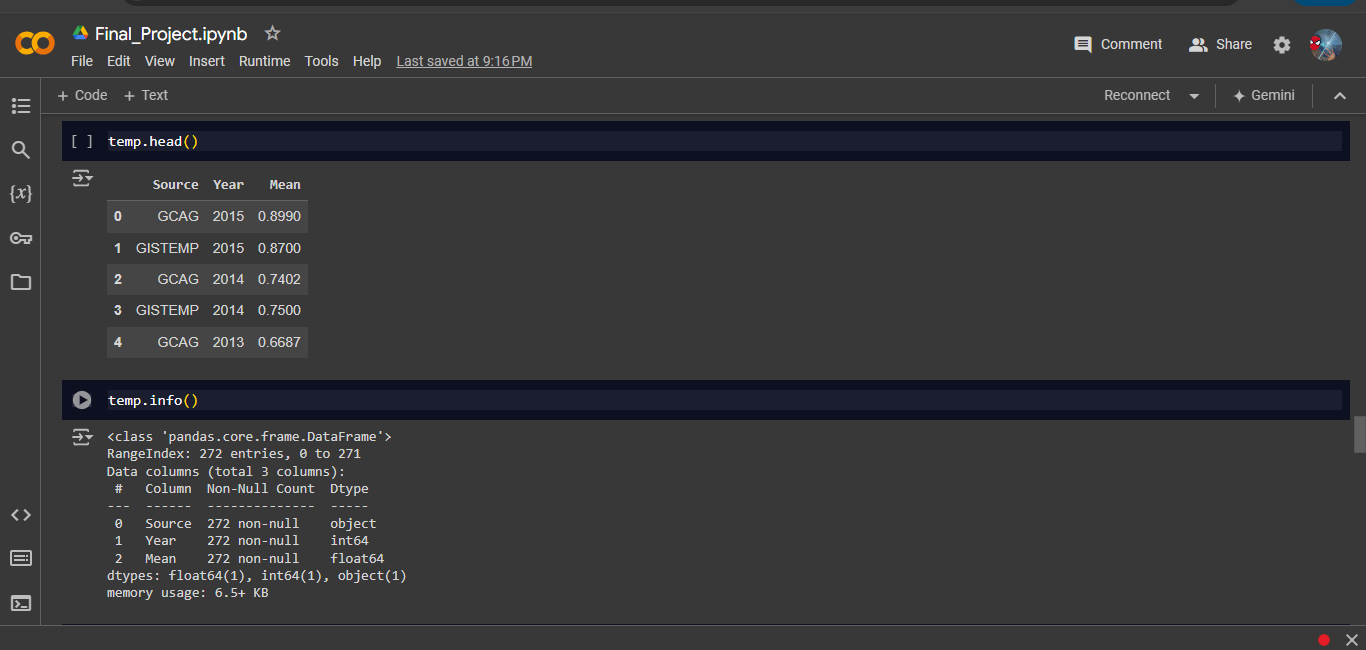 Final_Project.ipynb
File Edit View Insert Runtime Tools Help Last saved at 9:16 PM
Comment Share
+ Code + Text
Reconnect Gemini
[ ] temp.head()
Source Year Mean
0 GCAG 2015 0.8990
1 GISTEMP 2015 0.8700
2 GCAG 2014 0.7402
3 GISTEMP 2014 0.7500
4 GCAG 2013 0.6687
temp.info()
<class 'pandas.core.frame.DataFrame'>
RangeIndex: 272 entries, 0 to 271
Data columns (total 3 columns):
# Column Non-Null Count Dtype
--- ------ -------------- -----
0 Source 272 non-null object
1 Year 272 non-null int64
2 Mean 272 non-null float64
dtypes: float64(1), int64(1), object(1)
memory usage: 6.5+ KB